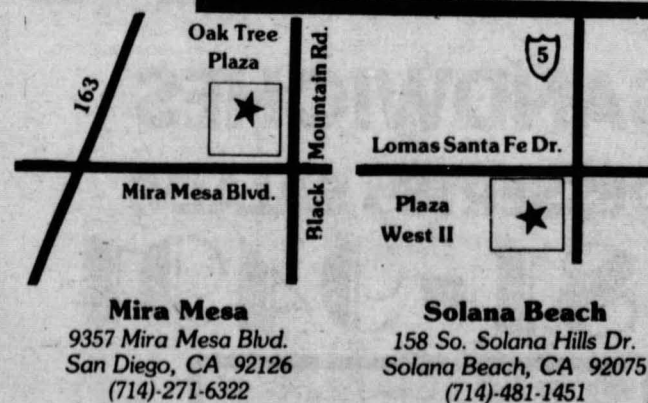 Oak Tree
Plaza
163
Mira Mesa Blvd.
Black Mountain Rd.
Mira Mesa
9357 Mira Mesa Blvd.
San Diego, CA 92126
(714)-271-6322
5
Lomas Santa Fe Dr.
Plaza
West II
Solana Beach
158 So. Solana Hills Dr.
Solana Beach, CA 92075
(714)-481-1451